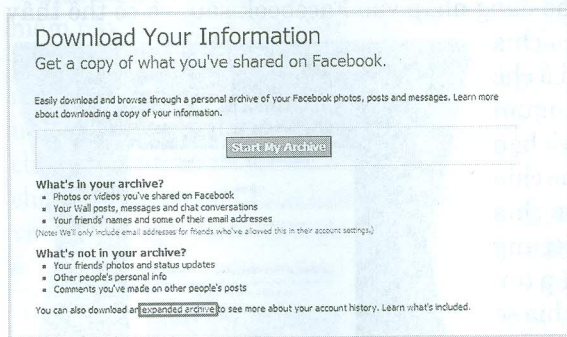 Download Your Information
Get a copy of what you've shared on Facebook.
Easily download and browse through a personal archive of your Facebook photos, posts and messages. Learn more
about downloading a copy of your information.
Start My Archive
What's in your archive?
▪ Photos or videos you've shared on Facebook
▪ Your Wall posts, messages and chat conversations
▪ Your friends' names and some of their email addresses
(Note: We'll only include email addresses for friends who've allowed this in their account settings.)
What's not in your archive?
▪ Your friends' photos and status updates
▪ Other people's personal info
▪ Comments you've made on other people's posts
You can also download an expanded archive to see more about your account history. Learn what's included.